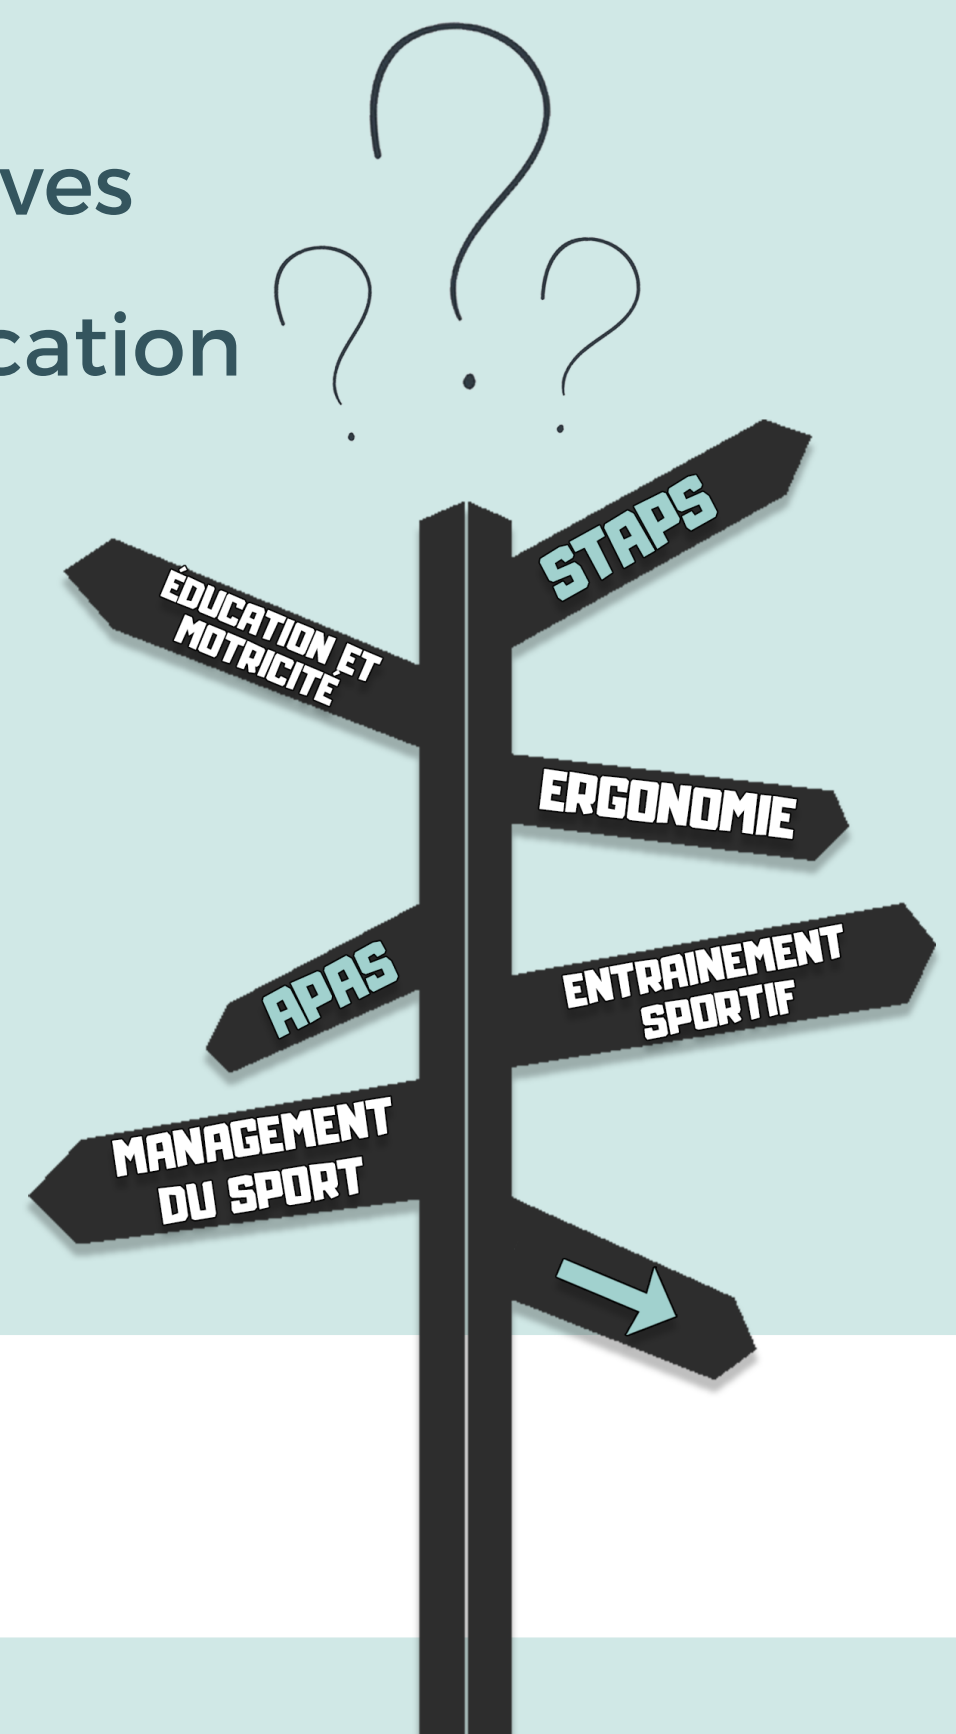 ves
cation
STAPS
ÉDUCATION ET
MOTRICITÉ
ERGONOMIE
APAS
ENTRAINEMENT
SPORTIF
MANAGEMENT
DU SPORT